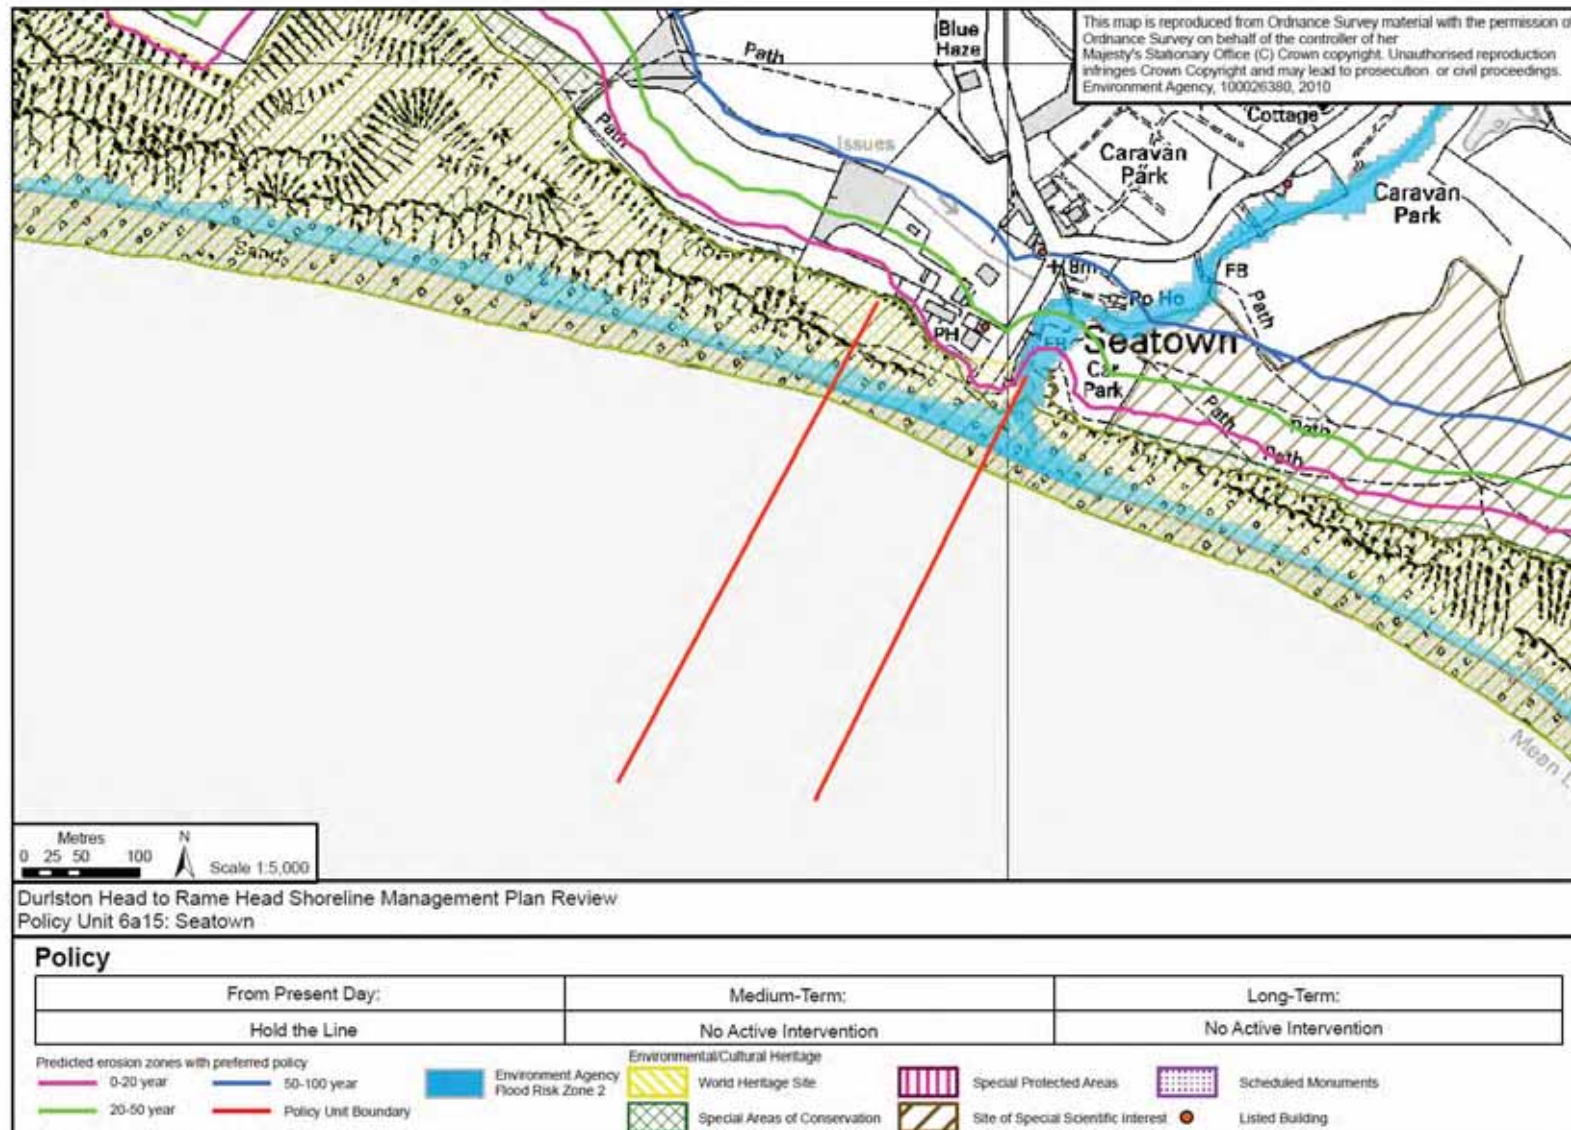 This map is reproduced from Ordnance Survey material with the permission of
Ordnance Survey on behalf of the controller of her
Majesty's Stationary Office (C) Crown copyright. Unauthorised reproduction
infringes Crown Copyright and may lead to prosecution or civil proceedings.
Environment Agency, 100026380, 2010
Blue
Haze
Path
Path
Issues
Cottage
Caravan
Park
Caravan
Park
Sand
FB
Path
Po Ho
PH
FB
Seatown
Car
Park
Path
Path
Path
Mean L
Metres
0 25 50 100
N
Scale 1:5,000
Durlston Head to Rame Head Shoreline Management Plan Review
Policy Unit 6a15: Seatown
Policy
From Present Day: Medium-Term: Long-Term:
Hold the Line No Active Intervention No Active Intervention
Predicted erosion zones with preferred policy
0-20 year
50-100 year
20-50 year
Policy Unit Boundary
Environment Agency
Flood Risk Zone 2
Environmental/Cultural Heritage
World Heritage Site
Special Protected Areas
Scheduled Monuments
Special Areas of Conservation
Site of Special Scientific Interest
Listed Building